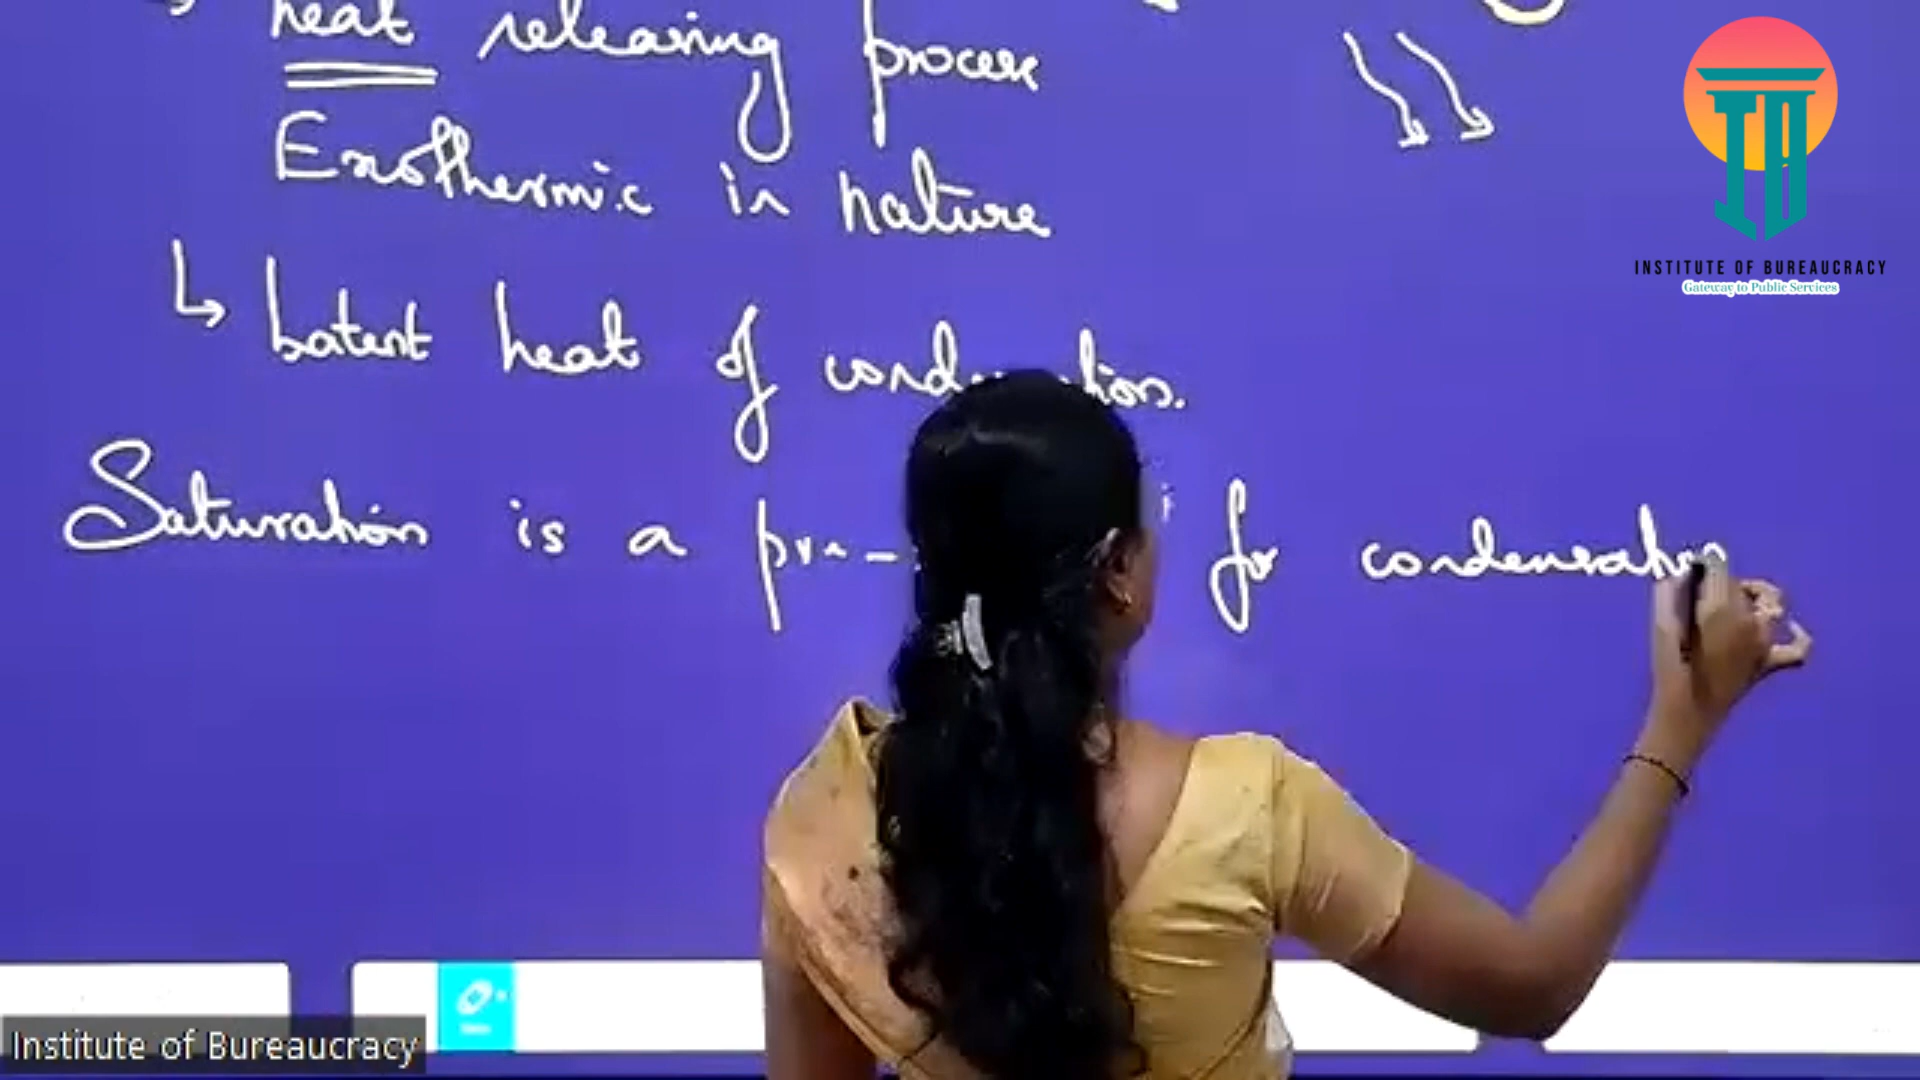 heat releasing process
Exothermic in nature
↳ Latent heat of
Saturation is a for condensation
INSTITUTE OF BUREAUCRACY
Gateway to Public Services
Institute of Bureaucracy